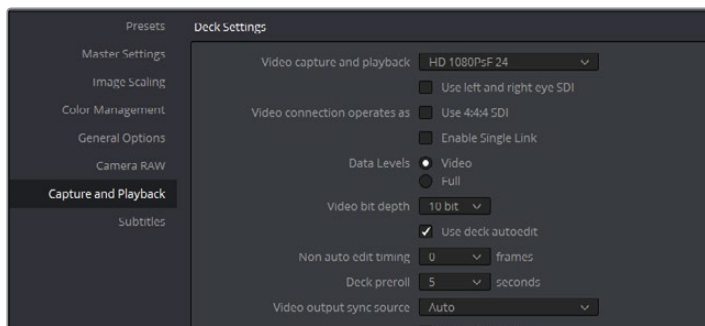 Presets
Master Settings
Image Scaling
Color Management
General Options
Camera RAW
Capture and Playback
Subtitles
Deck Settings
Video capture and playback HD 1080PsF 24
Use left and right eye SDI
Video connection operates as Use 4:4:4 SDI
Enable Single Link
Data Levels Video
Full
Video bit depth 10 bit
Use deck autoedit
Non auto edit timing 0 frames
Deck preroll 5 seconds
Video output sync source Auto